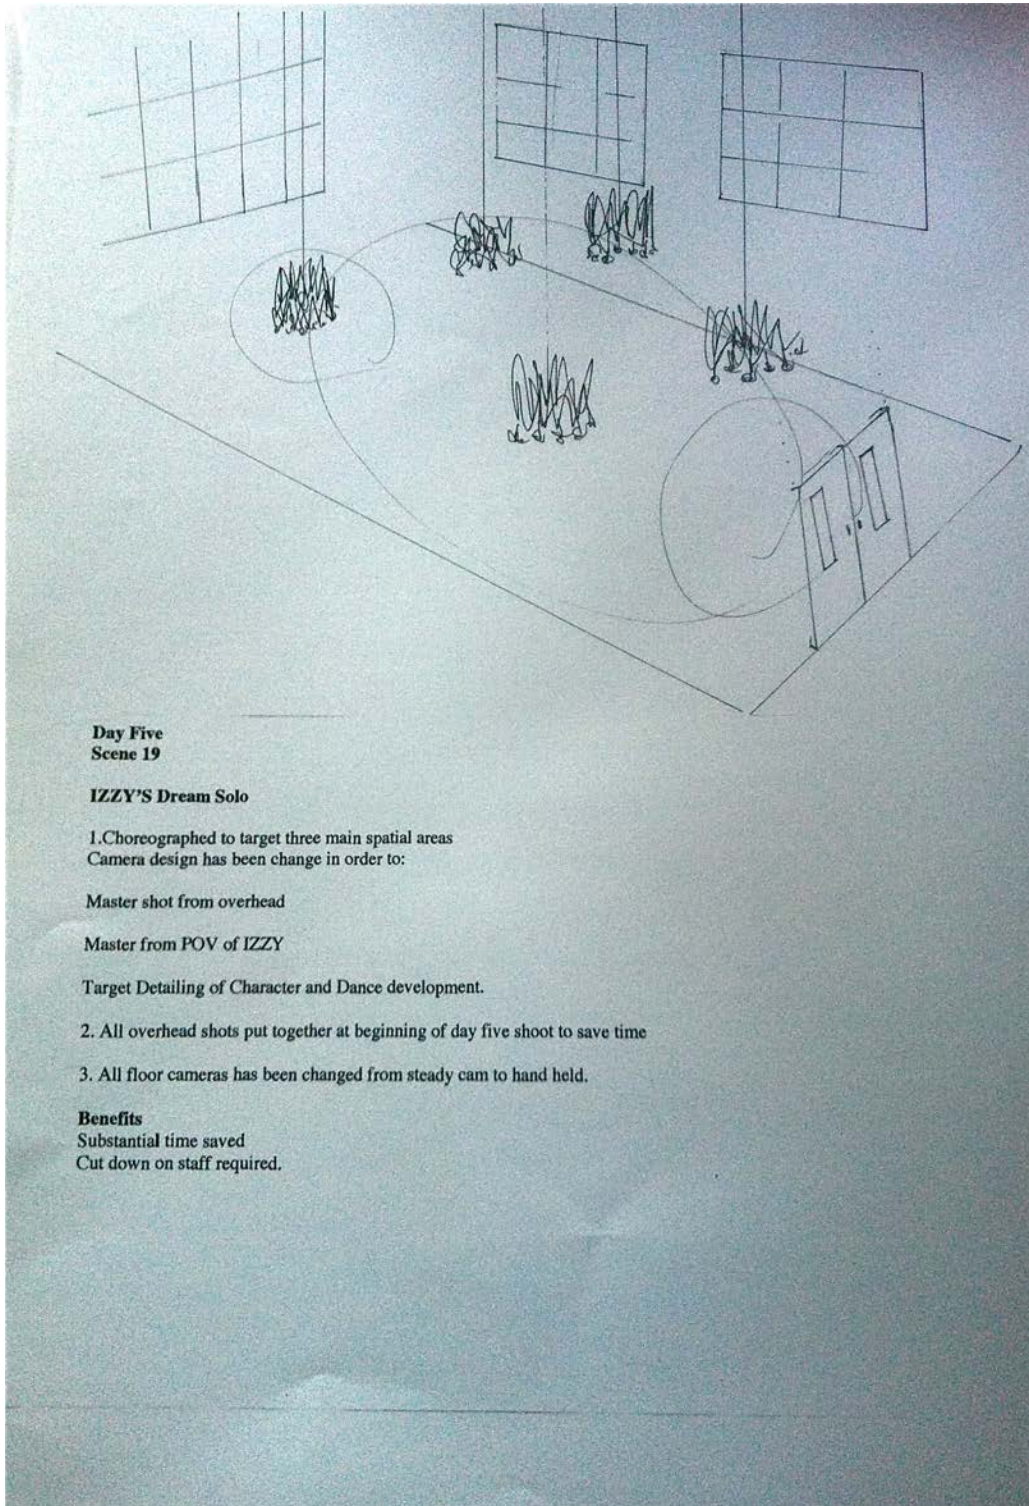 Day Five
Scene 19
IZZY'S Dream Solo
1.Choreographed to target three main spatial areas
Camera design has been change in order to:
Master shot from overhead
Master from POV of IZZY
Target Detailing of Character and Dance development.
2. All overhead shots put together at beginning of day five shoot to save time
3. All floor cameras has been changed from steady cam to hand held.
Benefits
Substantial time saved
Cut down on staff required.